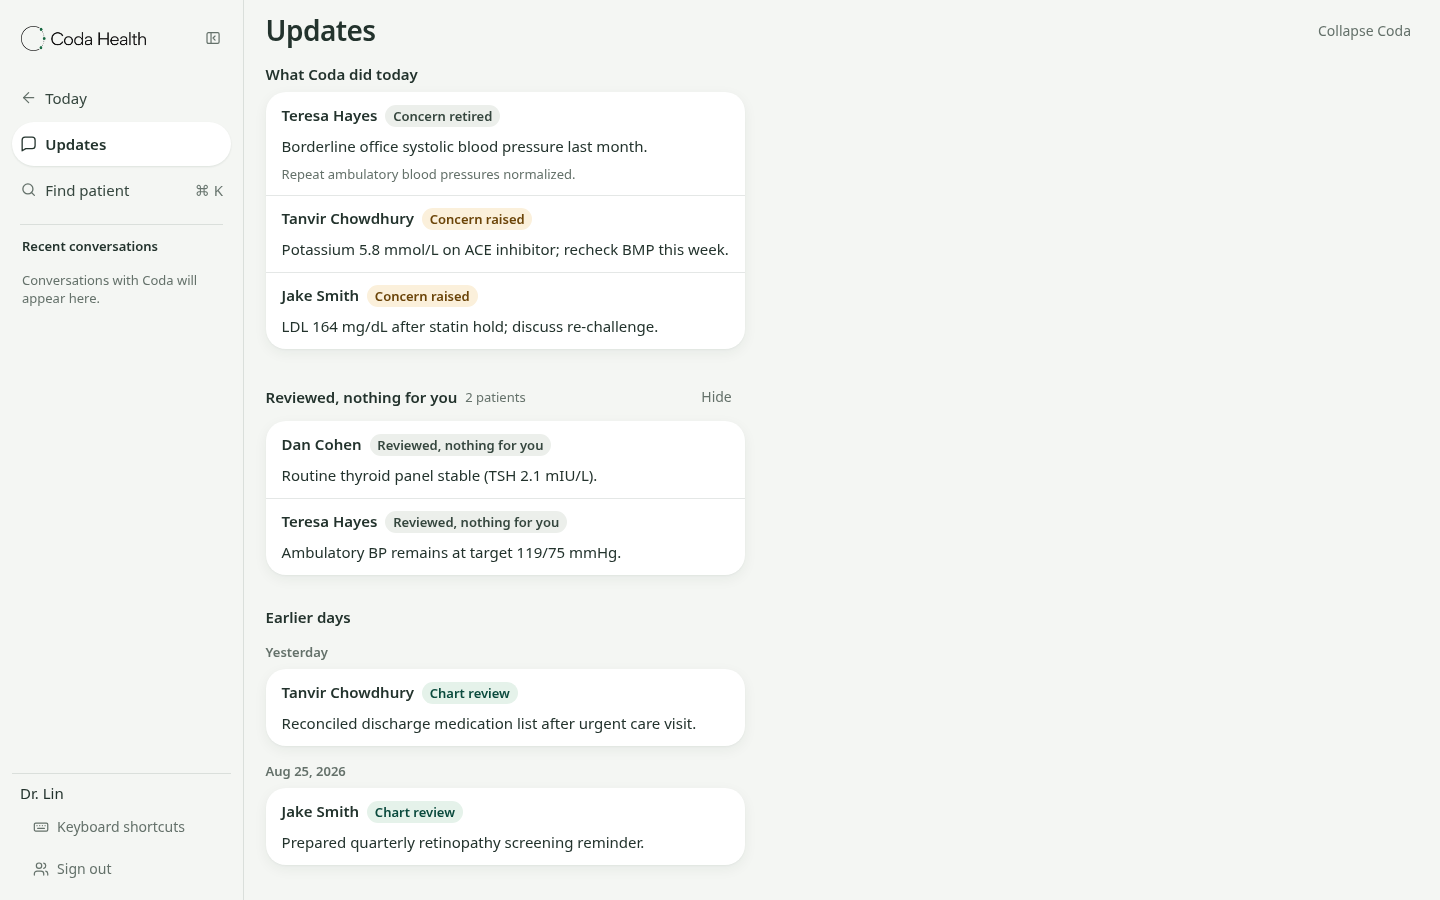 Coda Health
Today
Updates
Find patient ⌘ K
Recent conversations
Conversations with Coda will
appear here.
Dr. Lin
Keyboard shortcuts
Sign out
Updates
Collapse Coda
What Coda did today
Teresa Hayes Concern retired
Borderline office systolic blood pressure last month.
Repeat ambulatory blood pressures normalized.
Tanvir Chowdhury Concern raised
Potassium 5.8 mmol/L on ACE inhibitor; recheck BMP this week.
Jake Smith Concern raised
LDL 164 mg/dL after statin hold; discuss re-challenge.
Reviewed, nothing for you 2 patients Hide
Dan Cohen Reviewed, nothing for you
Routine thyroid panel stable (TSH 2.1 mIU/L).
Teresa Hayes Reviewed, nothing for you
Ambulatory BP remains at target 119/75 mmHg.
Earlier days
Yesterday
Tanvir Chowdhury Chart review
Reconciled discharge medication list after urgent care visit.
Aug 25, 2026
Jake Smith Chart review
Prepared quarterly retinopathy screening reminder.